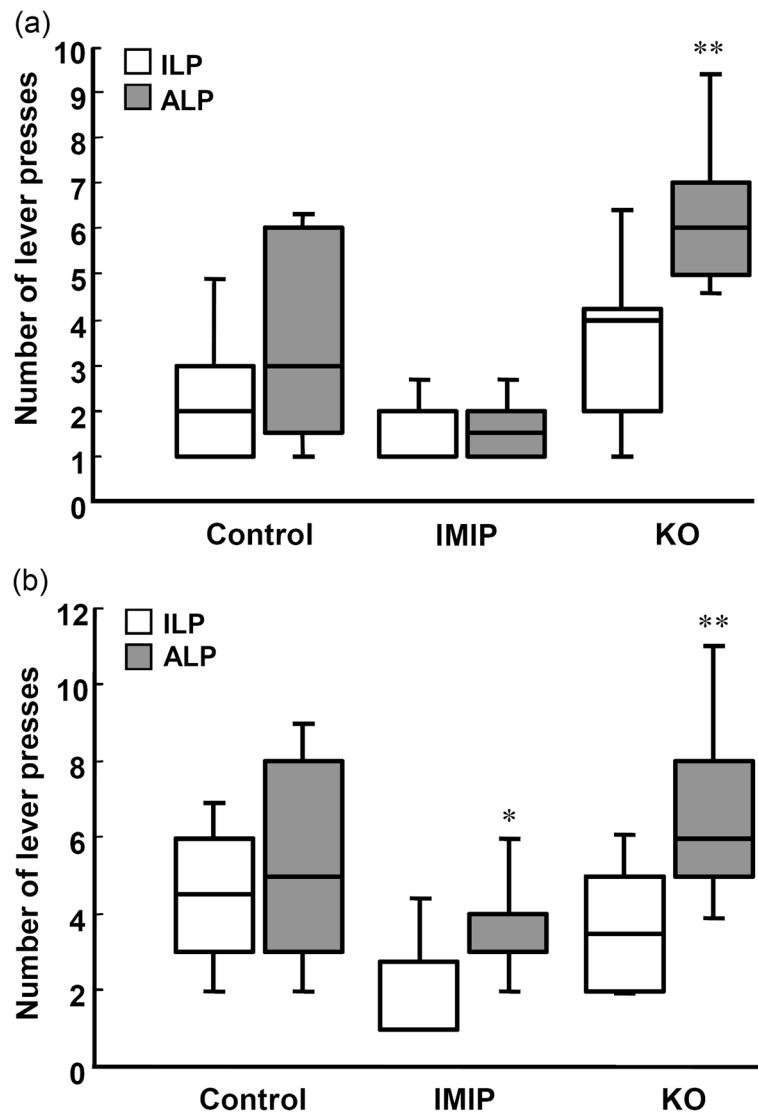 (a)
Number of lever presses
10
9
8
7
6
5
4
3
2
1
0
ILP
ALP
**
Control IMIP KO
(b)
Number of lever presses
12
10
8
6
4
2
0
ILP
ALP
*
**
Control IMIP KO